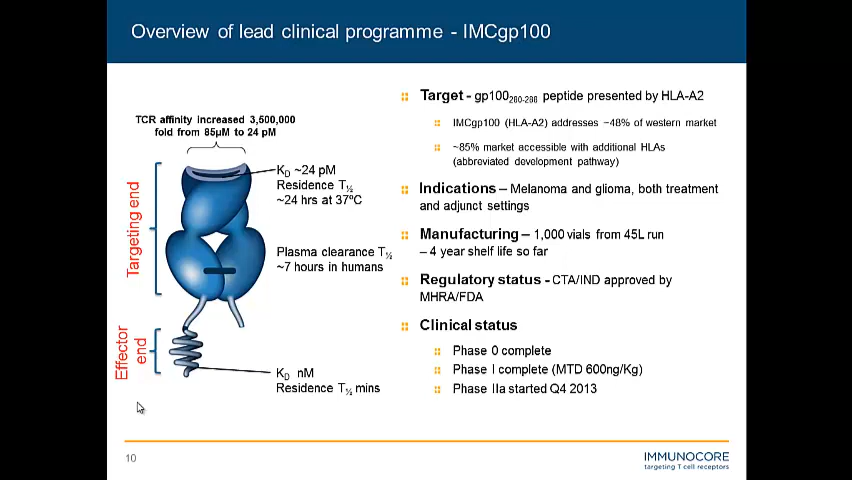 Overview of lead clinical programme - IMCgp100
TCR affinity increased 3,500,000
fold from 85µM to 24 pM
Targeting end
Effector
end
KD ~24 pM
Residence T½
~24 hrs at 37ºC
Plasma clearance T½
~7 hours in humans
KD nM
Residence T½ mins
Target - gp100280-288 peptide presented by HLA-A2
IMCgp100 (HLA-A2) addresses ~48% of western market
~85% market accessible with additional HLAs
(abbreviated development pathway)
Indications – Melanoma and glioma, both treatment
and adjunct settings
Manufacturing – 1,000 vials from 45L run
– 4 year shelf life so far
Regulatory status - CTA/IND approved by
MHRA/FDA
Clinical status
Phase 0 complete
Phase I complete (MTD 600ng/Kg)
Phase IIa started Q4 2013
10
IMMUNOCORE
targeting T cell receptors